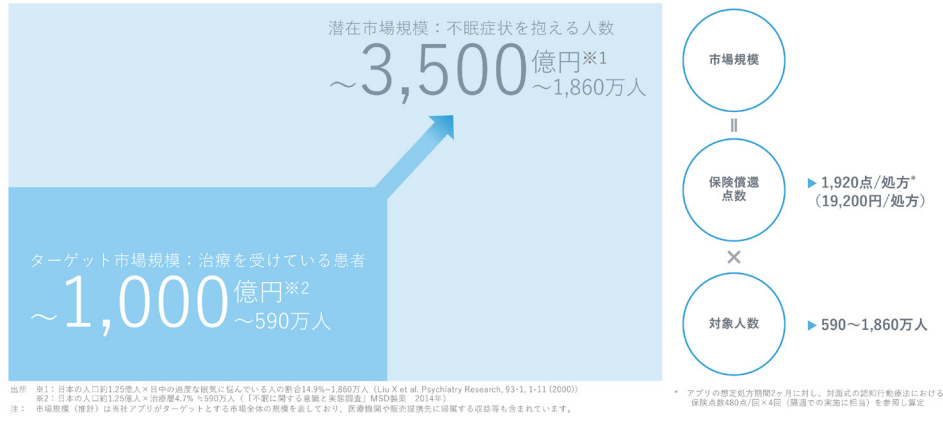 潜在市場規模：不眠症状を抱える人数
～3,500億円※1
～1,860万人
ターゲット市場規模：治療を受けている患者
～1,000億円※2
～590万人
市場規模
＝
保険償還
点数
▶ 1,920点/処方*
（19,200円/処方）
×
対象人数
▶ 590～1,860万人
出所　※1：日本の人口約1.25億人×日中の過度な眠気に悩んでいる人の割合14.9%=1,860万人（Liu X et al. Psychiatry Research, 93-1, 1-11 (2000)）
※2：日本の人口約1.25億人×治療層4.7% ≒590万人（「不眠に関する意識と実態調査」MSD製薬　2014年）
注：　市場規模（推計）は当社アプリがターゲットとする市場全体の規模を表しており、医療機関や販売提携先に帰属する収益等も含まれています。
*　アプリの想定処方期間2ヶ月に対し、対面式の認知行動療法における
保険点数480点/回×4回（隔週での実施に相当）を参照し算定